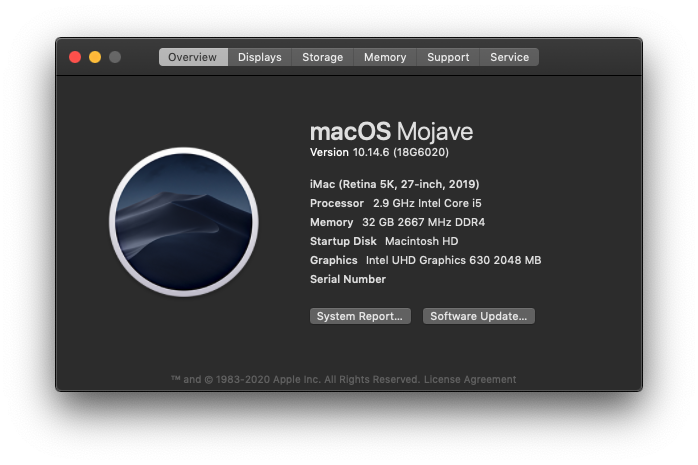 Overview Displays Storage Memory Support Service
macOS Mojave
Version 10.14.6 (18G6020)
iMac (Retina 5K, 27-inch, 2019)
Processor 2.9 GHz Intel Core i5
Memory 32 GB 2667 MHz DDR4
Startup Disk Macintosh HD
Graphics Intel UHD Graphics 630 2048 MB
Serial Number
System Report... Software Update...
™ and © 1983-2020 Apple Inc. All Rights Reserved. License Agreement